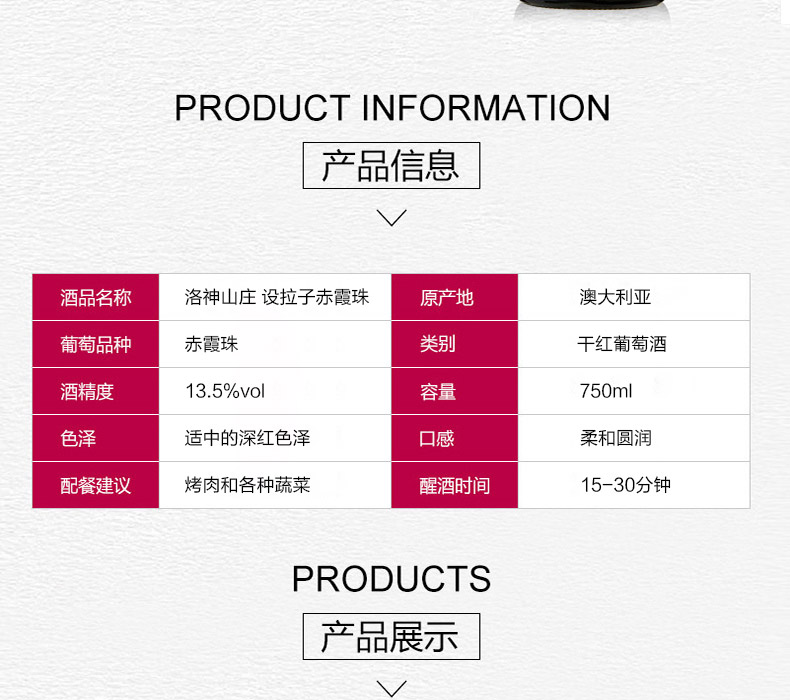 PRODUCT INFORMATION
产品信息
酒品名称 洛神山庄 设拉子赤霞珠 原产地 澳大利亚
葡萄品种 赤霞珠 类别 干红葡萄酒
酒精度 13.5%vol 容量 750ml
色泽 适中的深红色泽 口感 柔和圆润
配餐建议 烤肉和各种蔬菜 醒酒时间 15-30分钟
PRODUCTS
产品展示